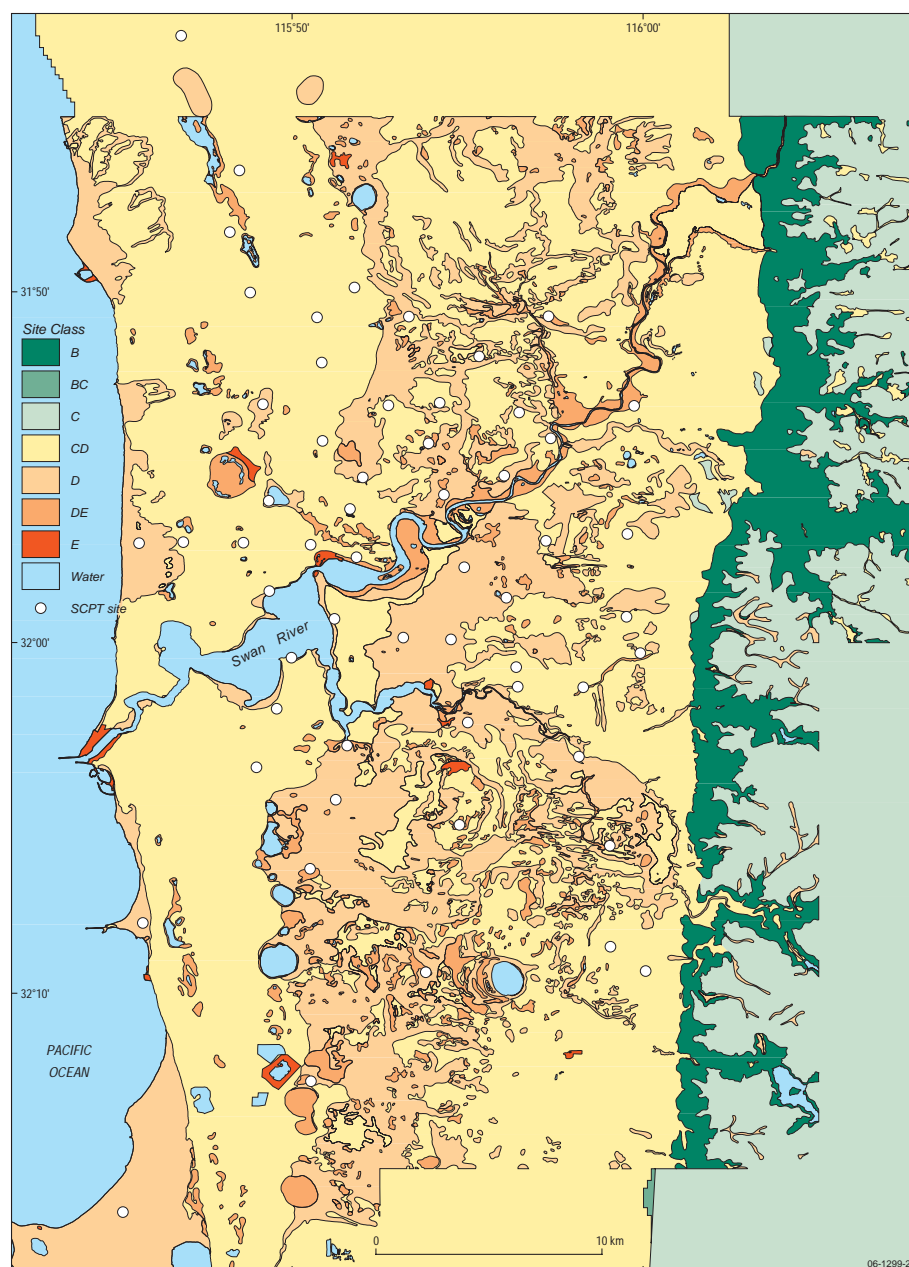 115°50'
116°00'
31°50'
Site Class
B
BC
C
CD
D
DE
E
Water
SCPT site
Swan River
32°00'
32°10'
PACIFIC
OCEAN
0
10 km
06-1299-2